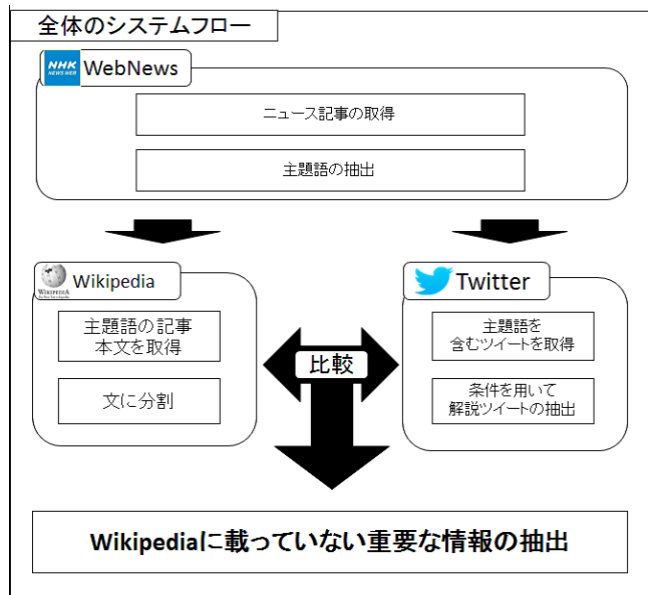 全体のシステムフロー
NHK
NEWS WEB
WebNews
ニュース記事の取得
主題語の抽出
WIKIPEDIA
Wikipedia
主題語の記事
本文を取得
文に分割
比較
Twitter
主題語を
含むツイートを取得
条件を用いて
解説ツイートの抽出
Wikipediaに載っていない重要な情報の抽出